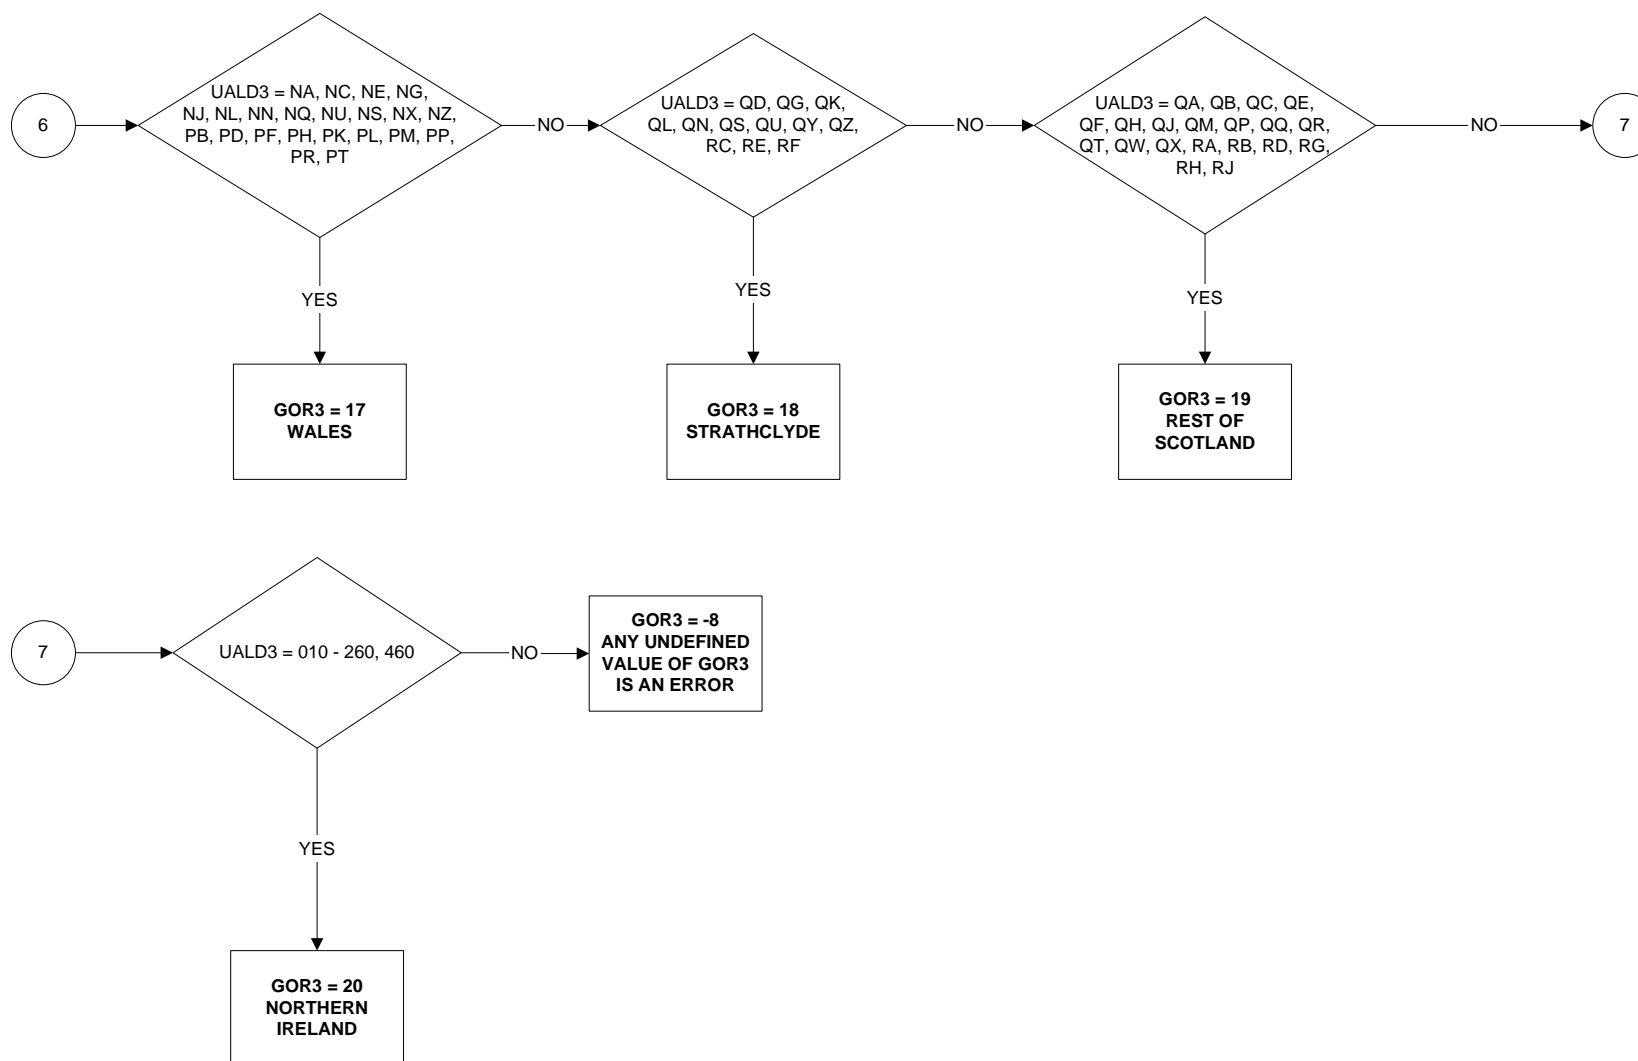 6
UALD3 = NA, NC, NE, NG,
NJ, NL, NN, NQ, NU, NS, NX, NZ,
PB, PD, PF, PH, PK, PL, PM, PP,
PR, PT
NO
UALD3 = QD, QG, QK,
QL, QN, QS, QU, QY, QZ,
RC, RE, RF
NO
UALD3 = QA, QB, QC, QE,
QF, QH, QJ, QM, QP, QQ, QR,
QT, QW, QX, RA, RB, RD, RG,
RH, RJ
NO
7
YES
YES
YES
GOR3 = 17
WALES
GOR3 = 18
STRATHCLYDE
GOR3 = 19
REST OF
SCOTLAND
7
UALD3 = 010 - 260, 460
NO
GOR3 = -8
ANY UNDEFINED
VALUE OF GOR3
IS AN ERROR
YES
GOR3 = 20
NORTHERN
IRELAND